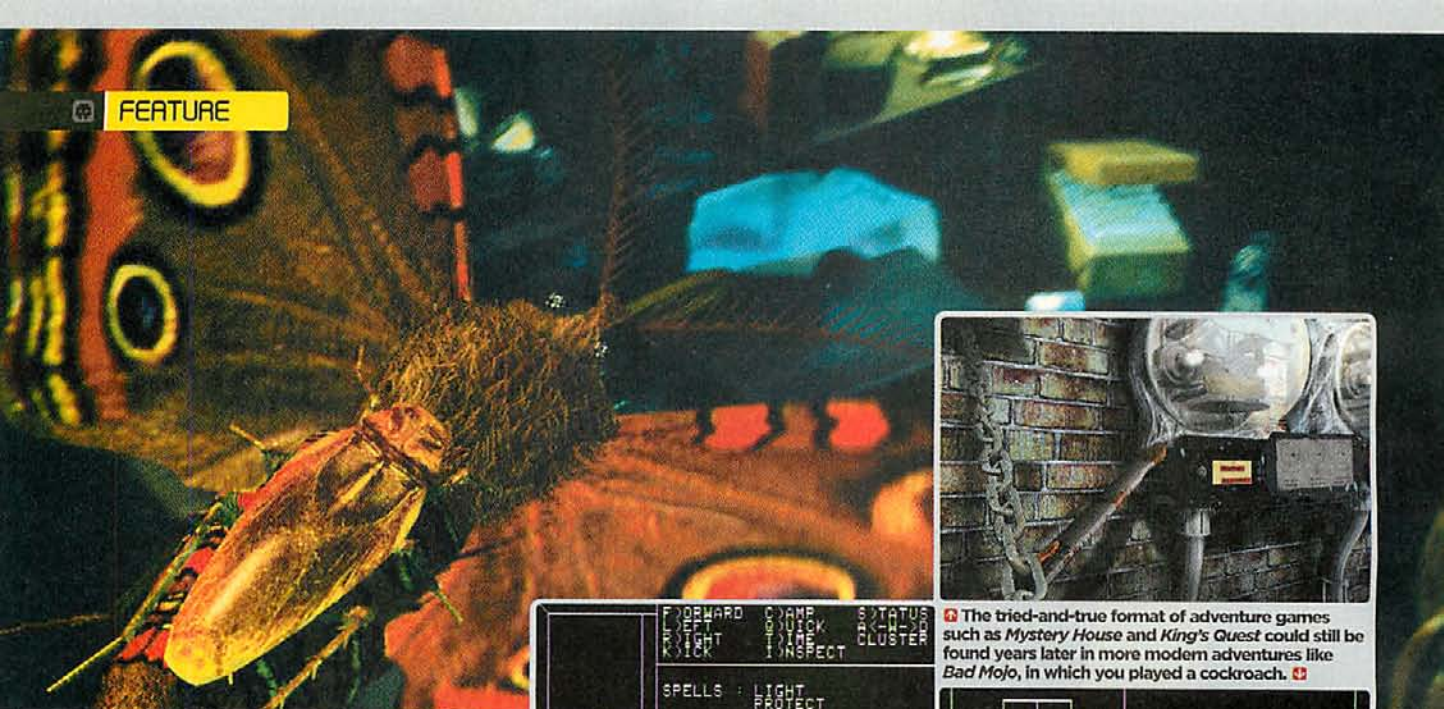 FEATURE
F)ORWARD C)AMP S)TATUS
L)EFT Q)UICK A<-W->D
R)IGHT T)IME CLUSTER
K)ICK I)NSPECT
SPELLS : LIGHT
PROTECT
The tried-and-true format of adventure games
such as Mystery House and King's Quest could still be
found years later in more modern adventures like
Bad Mojo, in which you played a cockroach.